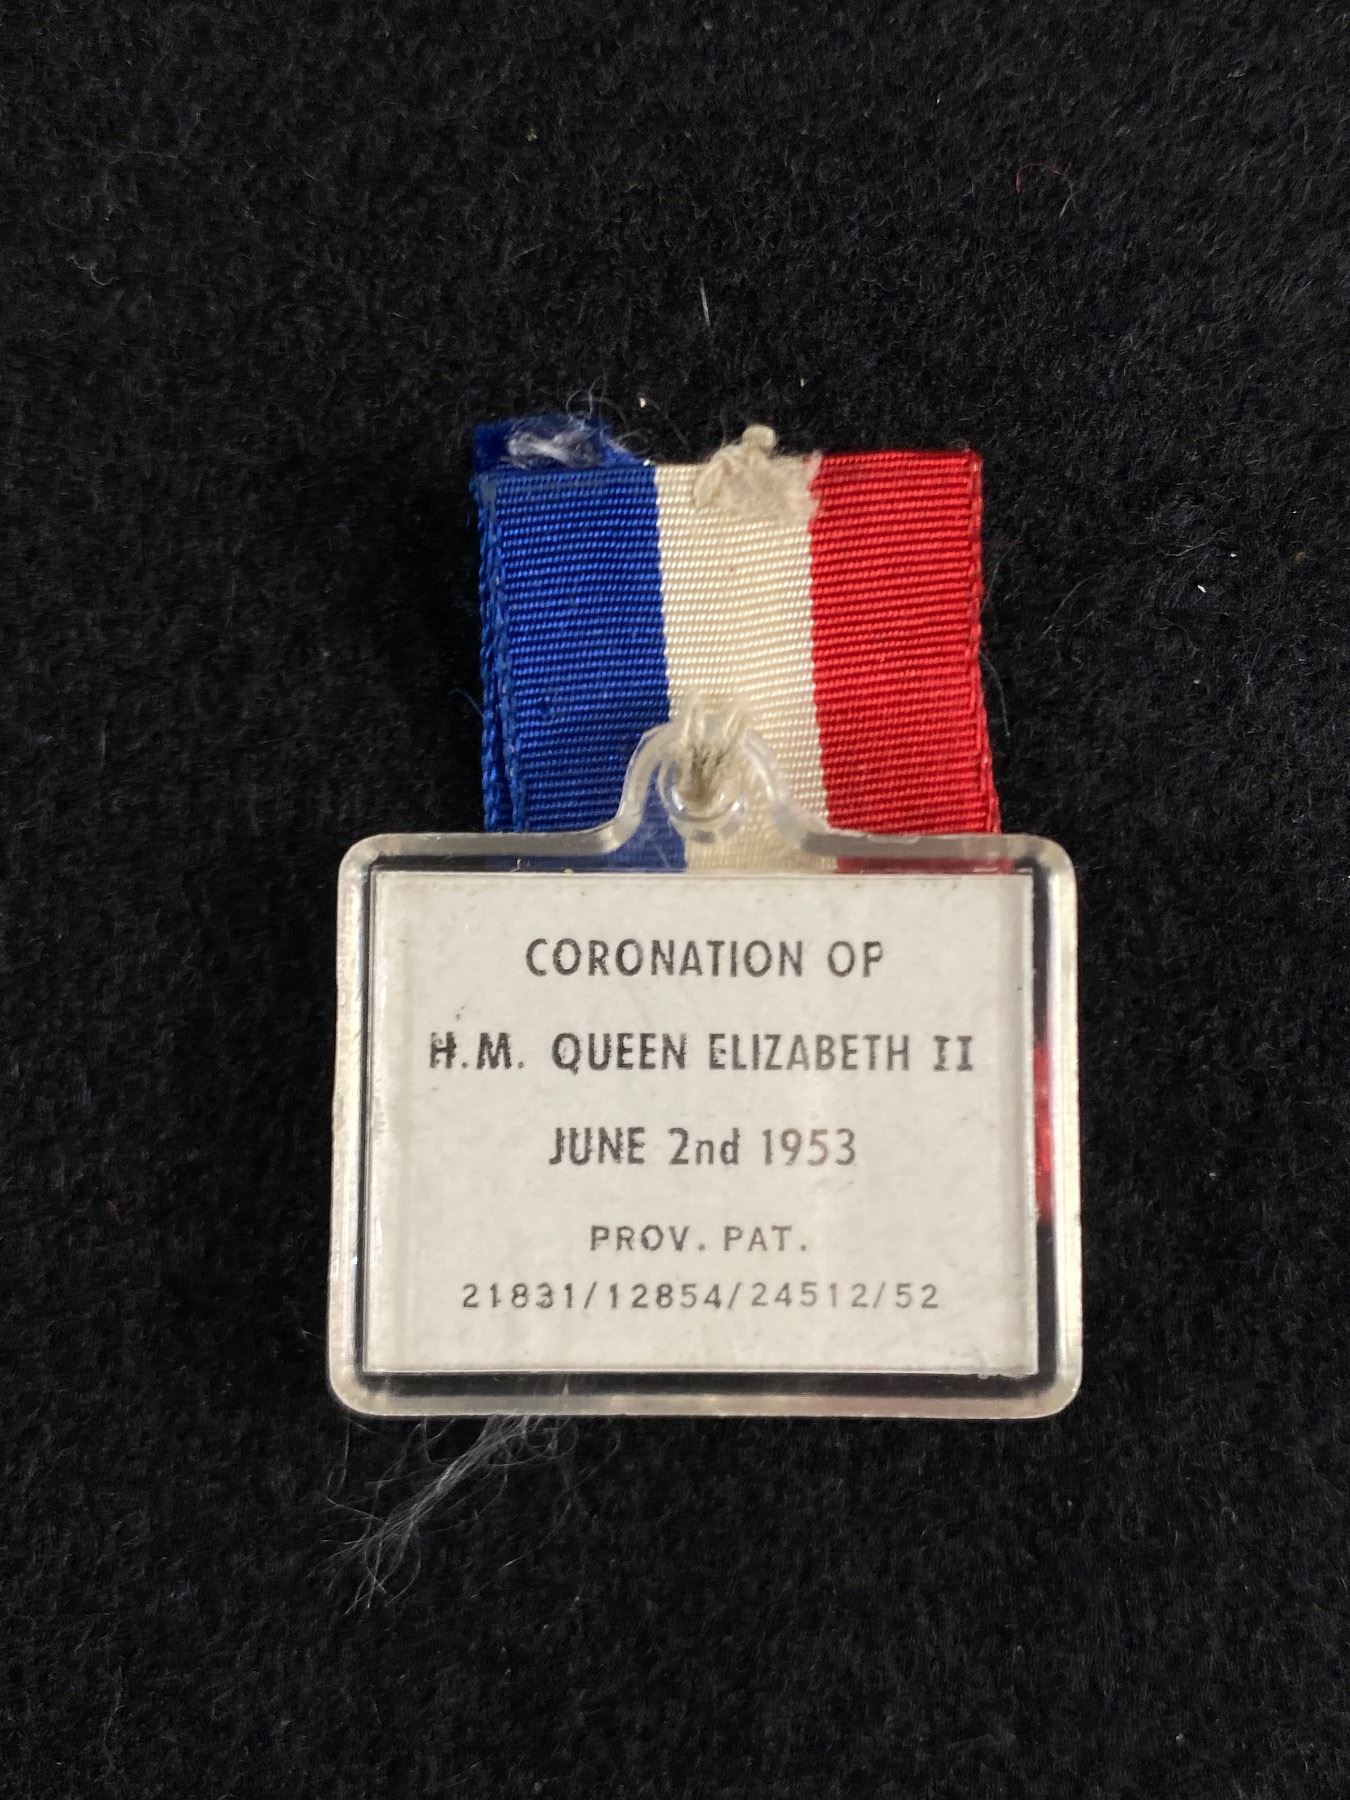 CORONATION OF
H.M. QUEEN ELIZABETH II
JUNE 2nd 1953
PROV. PAT.
21831/12854/24512/52